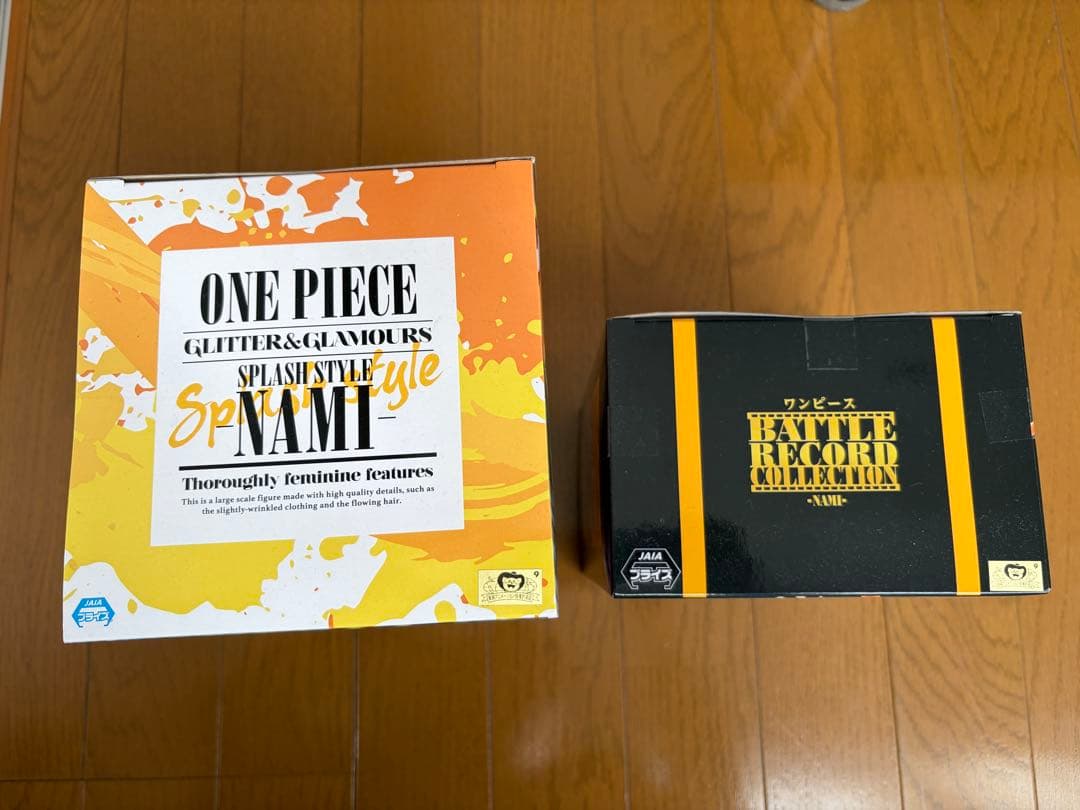 ONE PIECE
GLITTER&GLAMOURS
Splash style
SPLASH STYLE
-NAMI-
Thoroughly feminine features
This is a large scale figure made with high quality details, such as
the slightly-wrinkled clothing and the flowing hair.
JAIA
プライズ
9
ワンピース
BATTLE
RECORD
COLLECTION
-NAMI-
JAIA
プライズ
9